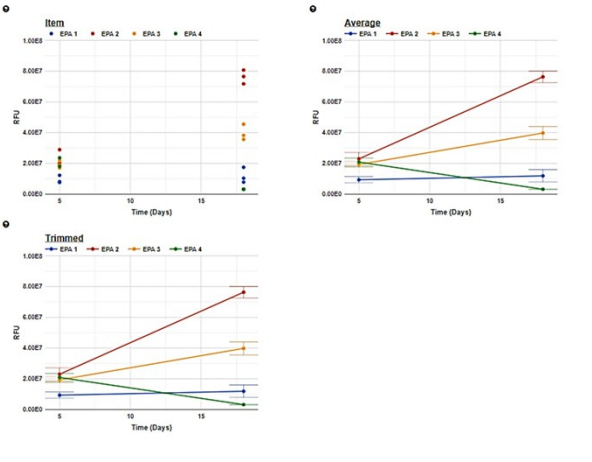 Item
EPA 1 EPA 2 EPA 3 EPA 4
1.00E8
8.00E7
6.00E7
4.00E7
2.00E7
0.00E0
RFU
5 10 15
Time (Days)
Average
EPA 1 EPA 2 EPA 3 EPA 4
1.00E8
8.00E7
6.00E7
4.00E7
2.00E7
0.00E0
RFU
5 10 15
Time (Days)
Trimmed
EPA 1 EPA 2 EPA 3 EPA 4
1.00E8
8.00E7
6.00E7
4.00E7
2.00E7
0.00E0
RFU
5 10 15
Time (Days)